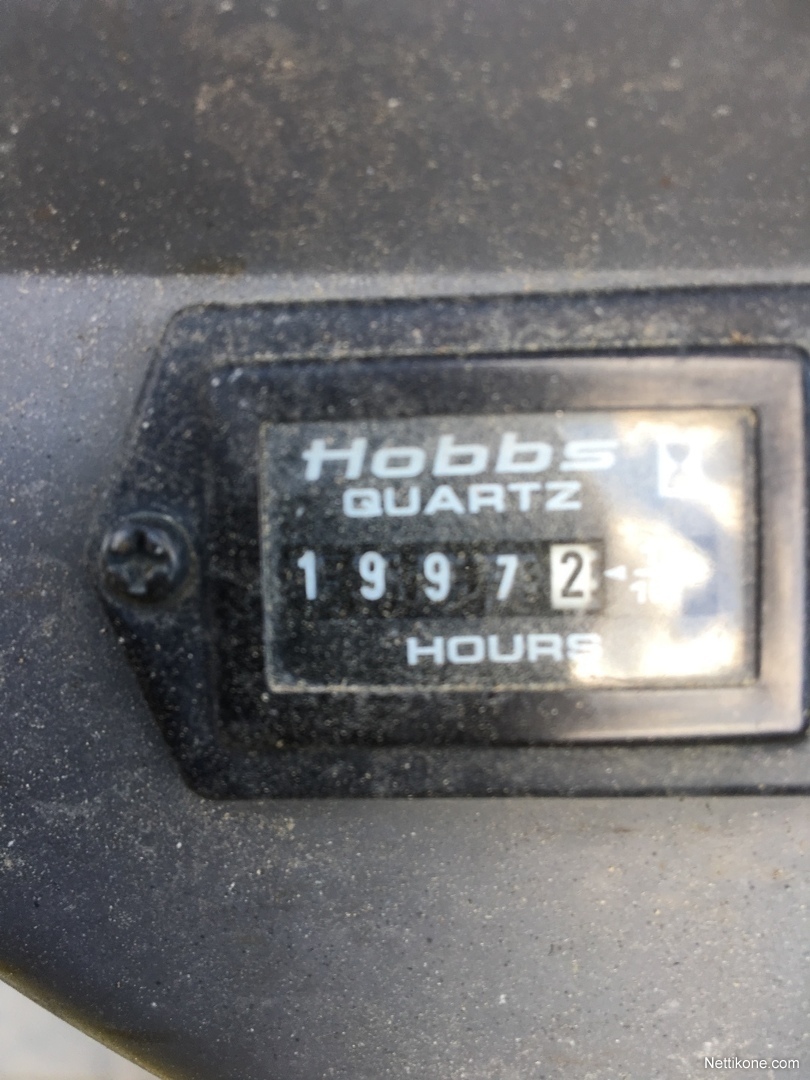 Hobbs
QUARTZ
19972
HOURS
Nettikone.com